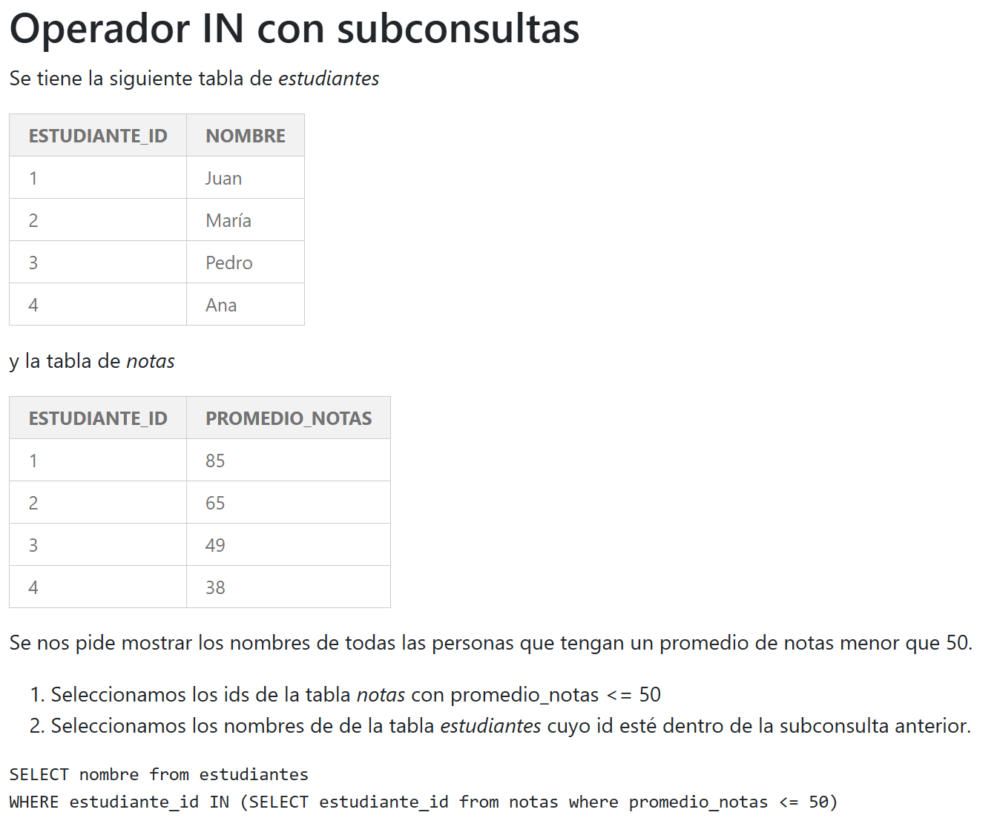 Operador IN con subconsultas
Se tiene la siguiente tabla de estudiantes
ESTUDIANTE_ID NOMBRE
1 Juan
2 María
3 Pedro
4 Ana
y la tabla de notas
ESTUDIANTE_ID PROMEDIO_NOTAS
1 85
2 65
3 49
4 38
Se nos pide mostrar los nombres de todas las personas que tengan un promedio de notas menor que 50.
1. Seleccionamos los ids de la tabla notas con promedio_notas <= 50
2. Seleccionamos los nombres de de la tabla estudiantes cuyo id esté dentro de la subconsulta anterior.
SELECT nombre from estudiantes
WHERE estudiante_id IN (SELECT estudiante_id from notas where promedio_notas <= 50)